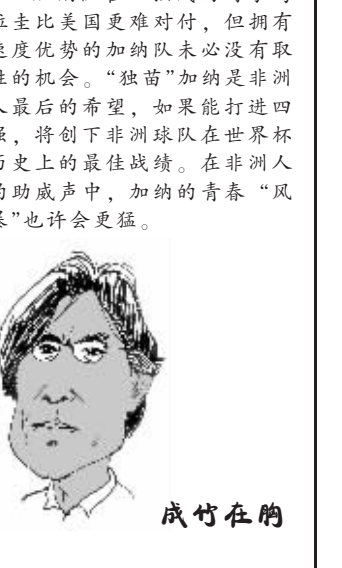 拉圭比美国更难对付，但拥有
速度优势的加纳队未必没有取
胜的机会。“独苗”加纳是非洲
人最后的希望，如果能打进四
强，将创下非洲球队在世界杯
历史上的最佳战绩。在非洲人
的助威声中，加纳的青春“风
暴”也许会更猛。
成竹在胸